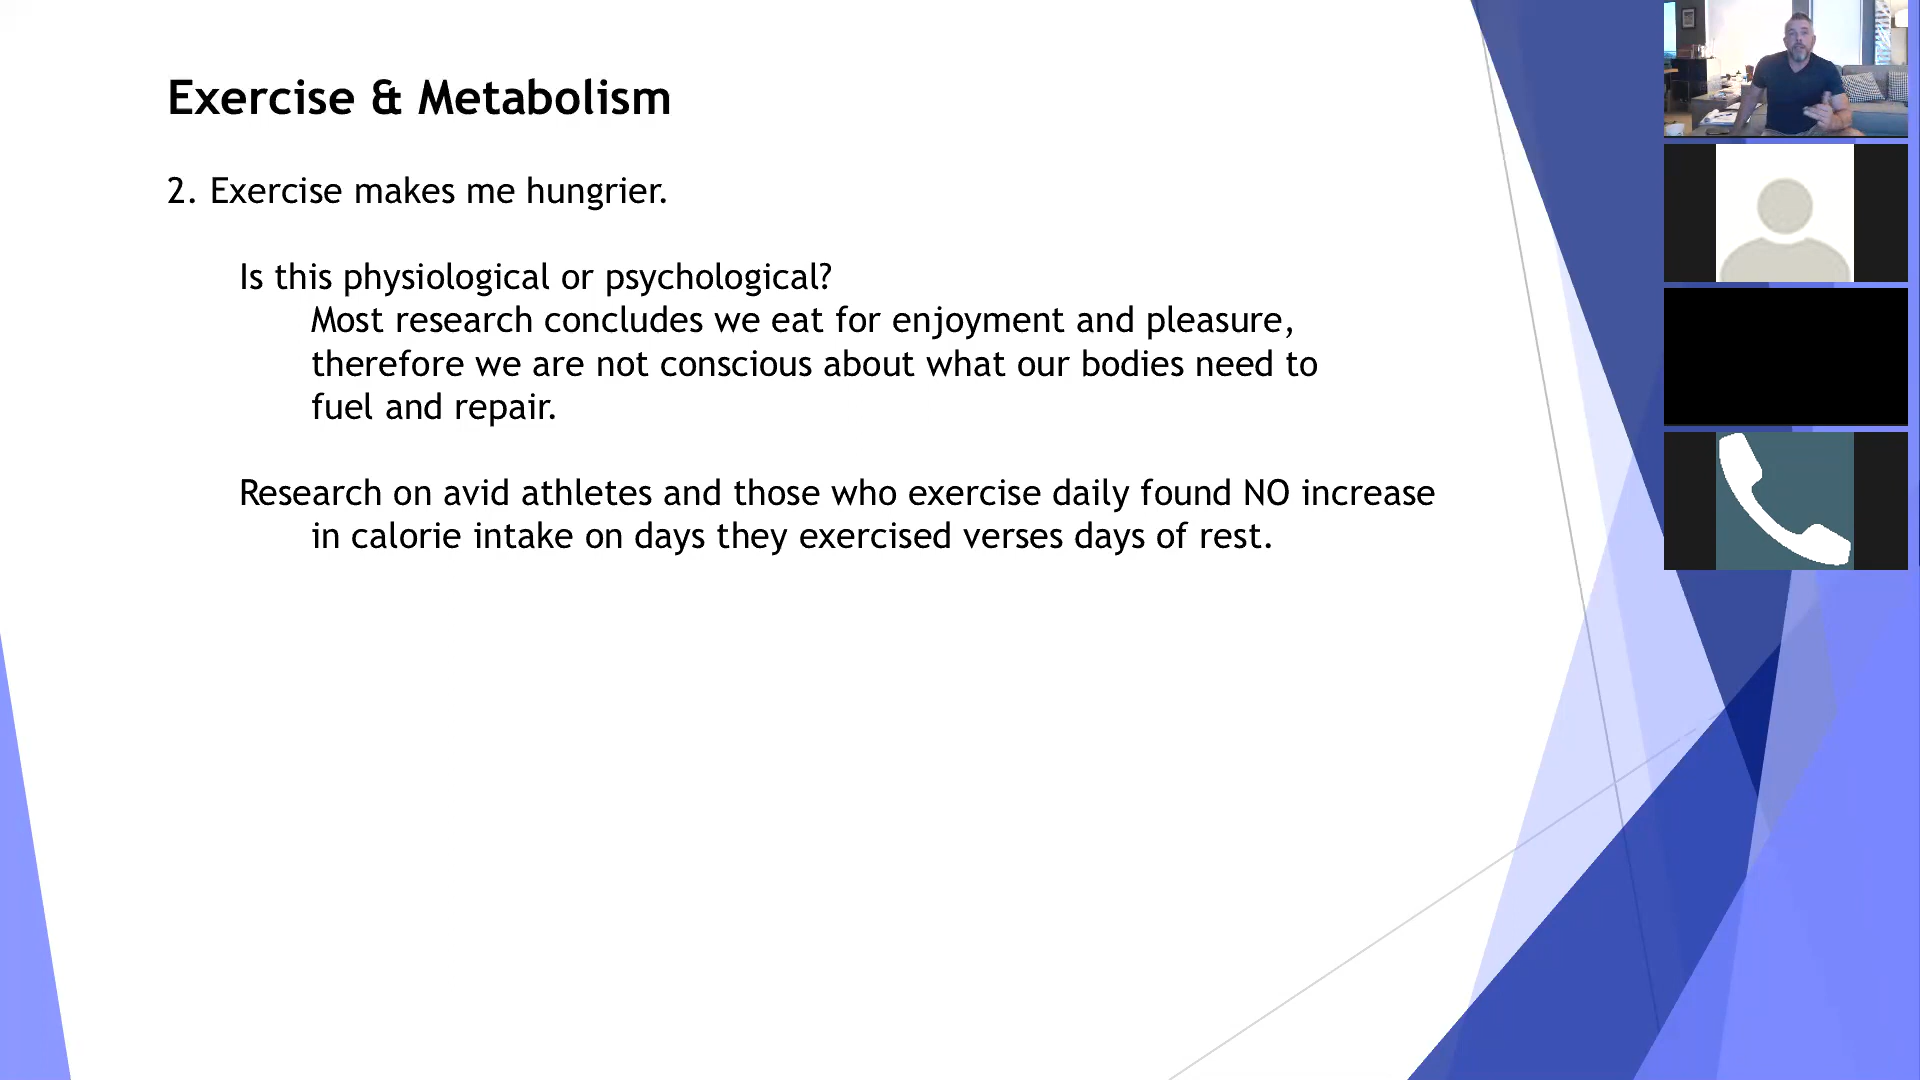 Exercise & Metabolism
2. Exercise makes me hungrier.
Is this physiological or psychological?
Most research concludes we eat for enjoyment and pleasure,
therefore we are not conscious about what our bodies need to
fuel and repair.
Research on avid athletes and those who exercise daily found NO increase
in calorie intake on days they exercised verses days of rest.